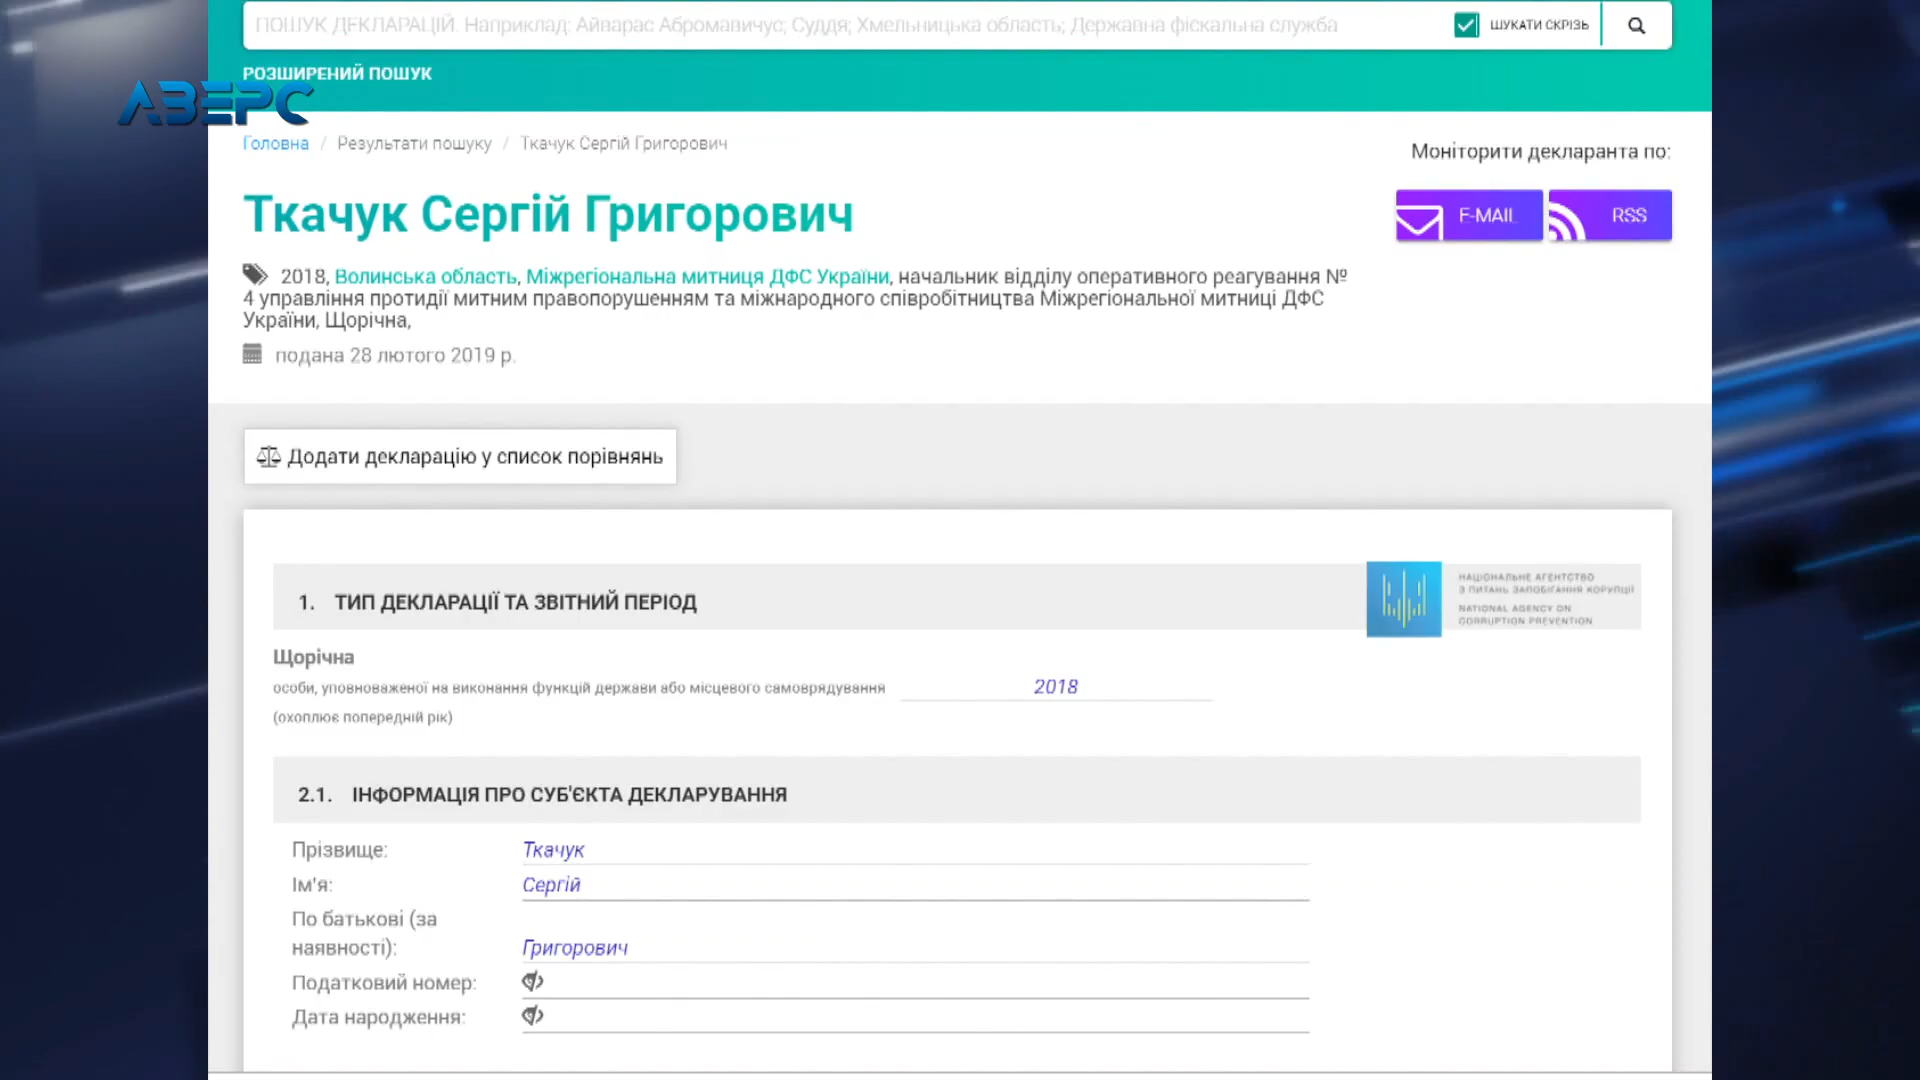 ПОШУК ДЕКЛАРАЦІЙ. Наприклад: Айварас Абромавичус; Суддя; Хмельницька область; Державна фіскальна служба
ШУКАТИ СКРІЗЬ
РОЗШИРЕНИЙ ПОШУК
АВЕРС
Головна / Результати пошуку / Ткачук Сергій Григорович
Моніторити декларанта по:
Ткачук Сергій Григорович
E-MAIL
RSS
2018, Волинська область, Міжрегіональна митниця ДФС України, начальник відділу оперативного реагування №
4 управління протидії митним правопорушенням та міжнародного співробітництва Міжрегіональної митниці ДФС
України, Щорічна,
подана 28 лютого 2019 р.
Додати декларацію у список порівнянь
1. ТИП ДЕКЛАРАЦІЇ ТА ЗВІТНИЙ ПЕРІОД
НАЦІОНАЛЬНЕ АГЕНТСТВО
З ПИТАНЬ ЗАПОБІГАННЯ КОРУПЦІЇ
NATIONAL AGENCY ON
CORRUPTION PREVENTION
Щорічна
особи, уповноваженої на виконання функцій держави або місцевого самоврядування 2018
(охоплює попередній рік)
2.1. ІНФОРМАЦІЯ ПРО СУБ'ЄКТА ДЕКЛАРУВАННЯ
Прізвище: Ткачук
Ім'я: Сергій
По батькові (за
наявності): Григорович
Податковий номер:
Дата народження: